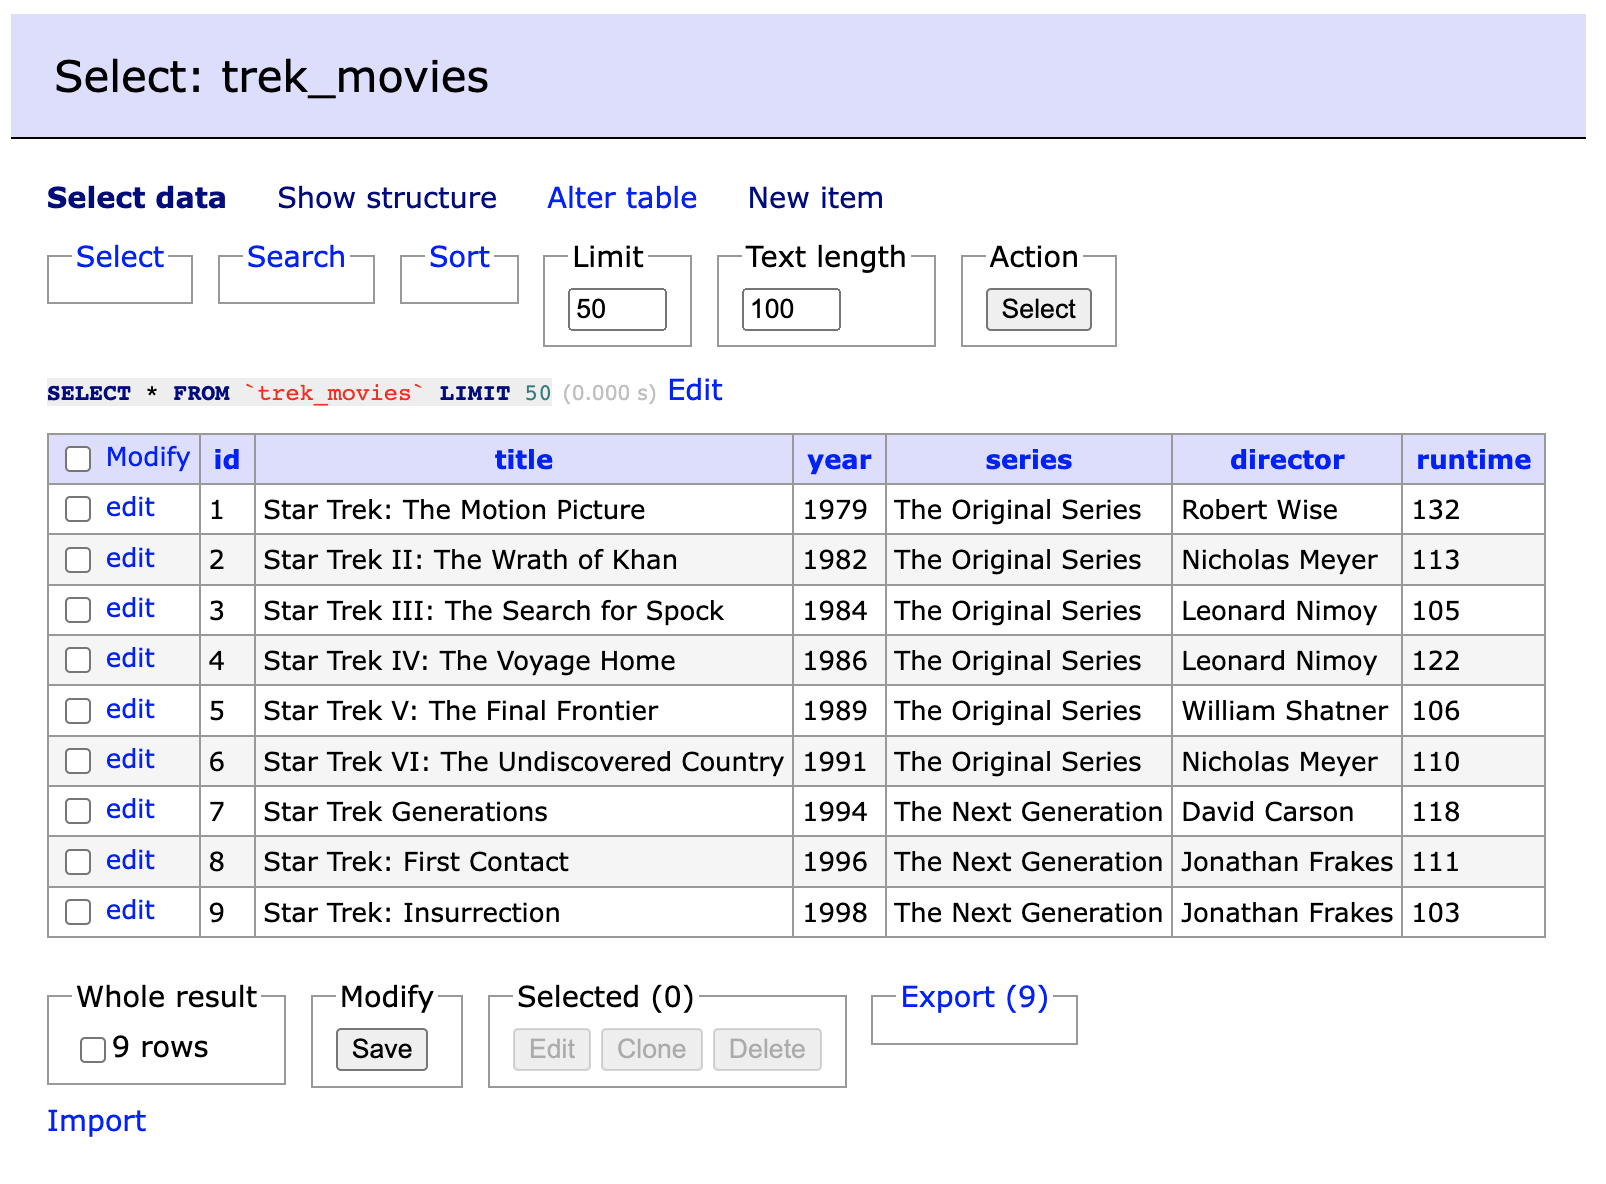 Select: trek_movies
Select data Show structure Alter table New item
Select Search Sort Limit Text length Action
50 100 Select
SELECT * FROM `trek_movies` LIMIT 50 (0.000 s) Edit
Modify id title year series director runtime
edit 1 Star Trek: The Motion Picture 1979 The Original Series Robert Wise 132
edit 2 Star Trek II: The Wrath of Khan 1982 The Original Series Nicholas Meyer 113
edit 3 Star Trek III: The Search for Spock 1984 The Original Series Leonard Nimoy 105
edit 4 Star Trek IV: The Voyage Home 1986 The Original Series Leonard Nimoy 122
edit 5 Star Trek V: The Final Frontier 1989 The Original Series William Shatner 106
edit 6 Star Trek VI: The Undiscovered Country 1991 The Original Series Nicholas Meyer 110
edit 7 Star Trek Generations 1994 The Next Generation David Carson 118
edit 8 Star Trek: First Contact 1996 The Next Generation Jonathan Frakes 111
edit 9 Star Trek: Insurrection 1998 The Next Generation Jonathan Frakes 103
Whole result Modify Selected (0) Export (9)
9 rows Save Edit Clone Delete
Import